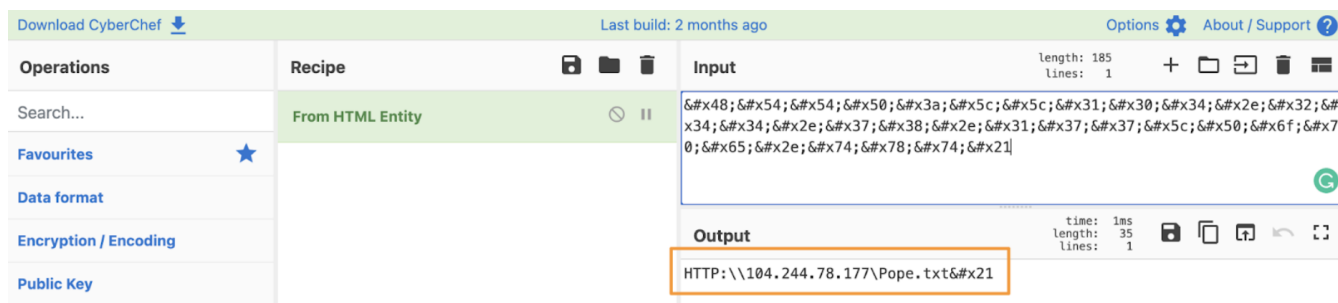 Download CyberChef
Last build: 2 months ago
Options
About / Support
Operations
Recipe
Input
length: 185
lines: 1
Search...
From HTML Entity
&#x48;&#x54;&#x54;&#x50;&#x3a;&#x5c;&#x5c;&#x31;&#x30;&#x34;&#x2e;&#x32;&#
x34;&#x34;&#x2e;&#x37;&#x38;&#x2e;&#x31;&#x37;&#x37;&#x5c;&#x50;&#x6f;&#x7
0;&#x65;&#x2e;&#x74;&#x78;&#x74;&#x21
Favourites
Data format
Encryption / Encoding
Public Key
Output
time: 1ms
length: 35
lines: 1
HTTP:\\104.244.78.177\Pope.txt&#x21